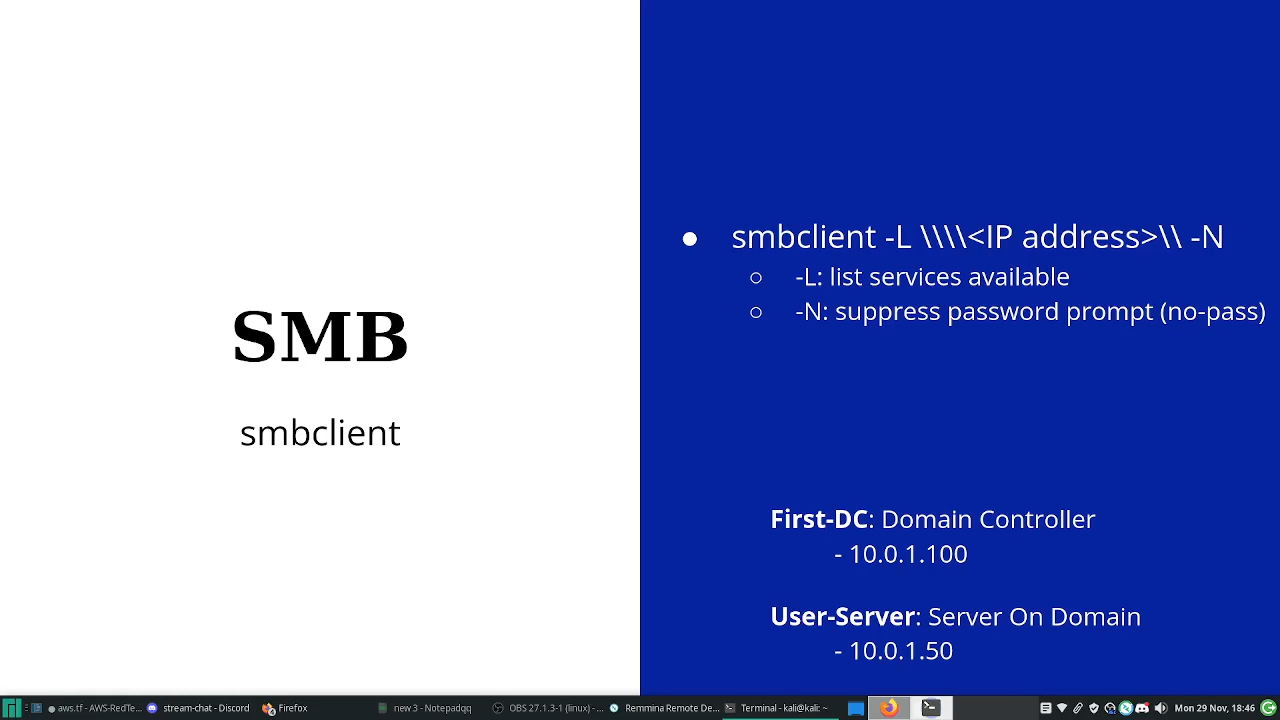 SMB
smbclient
● smbclient -L \\\\<IP address>\\ -N
○ -L: list services available
○ -N: suppress password prompt (no-pass)
First-DC: Domain Controller
- 10.0.1.100
User-Server: Server On Domain
- 10.0.1.50
aws.tf - AWS-RedTe... stream-chat - Discord Firefox new 3 - Notepadqq OBS 27.1.3-1 (linux) - ... Remmina Remote De... Terminal - kali@kali: ~ Mon 29 Nov, 18:46